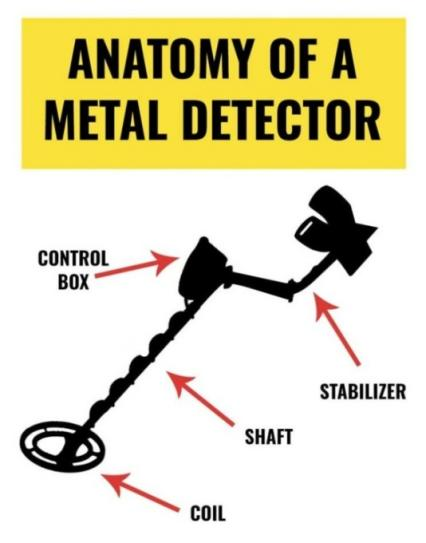 ANATOMY OF A
METAL DETECTOR
CONTROL
BOX
STABILIZER
SHAFT
COIL